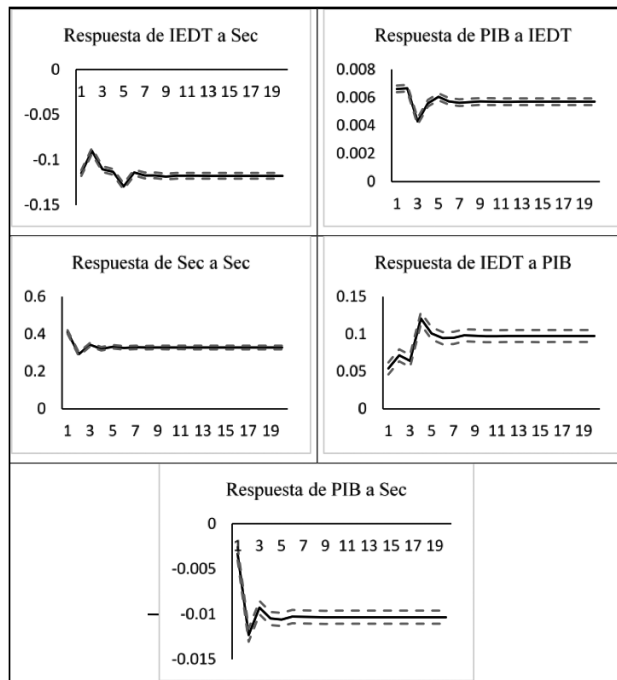 Respuesta de IEDT a Sec
0
1 3 5 7 9 11 13 15 17 19
-0.05
-0.1
-0.15
Respuesta de PIB a IEDT
0.008
0.006
0.004
0.002
0
1 3 5 7 9 11 13 15 17 19
Respuesta de Sec a Sec
0.6
0.4
0.2
0
1 3 5 7 9 11 13 15 17 19
Respuesta de IEDT a PIB
0.15
0.1
0.05
0
1 3 5 7 9 11 13 15 17 19
Respuesta de PIB a Sec
0
1 3 5 7 9 11 13 15 17 19
-0.005
-0.01
-0.015